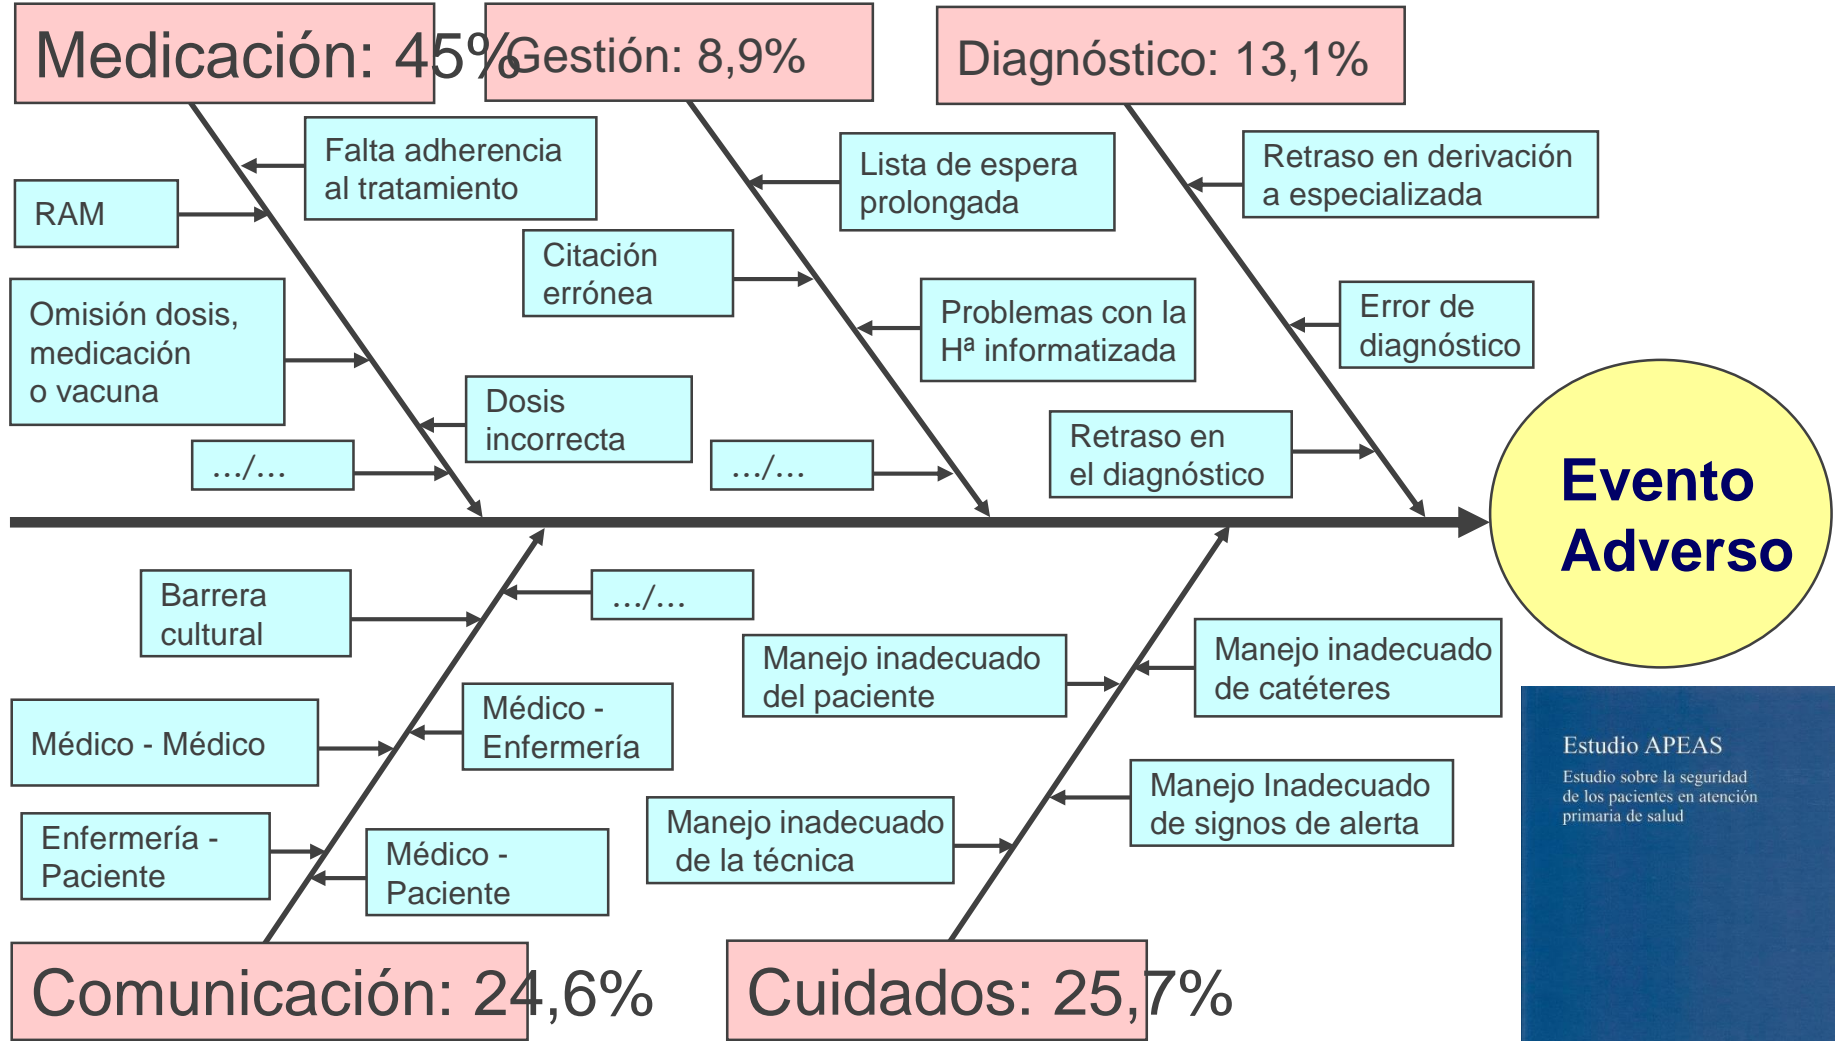 Medicación: 45%
Gestión: 8,9%
Diagnóstico: 13,1%
Falta adherencia
al tratamiento
RAM
Omisión dosis,
medicación
o vacuna
Dosis
incorrecta
.../...
Lista de espera
prolongada
Citación
errónea
Problemas con la
Hª informatizada
.../...
Retraso en derivación
a especializada
Error de
diagnóstico
Retraso en
el diagnóstico
Evento
Adverso
Barrera
cultural
.../...
Médico - Médico
Médico -
Enfermería
Enfermería -
Paciente
Médico -
Paciente
Comunicación: 24,6%
Manejo inadecuado
del paciente
Manejo inadecuado
de catéteres
Manejo inadecuado
de la técnica
Manejo Inadecuado
de signos de alerta
Cuidados: 25,7%
Estudio APEAS
Estudio sobre la seguridad
de los pacientes en atención
primaria de salud